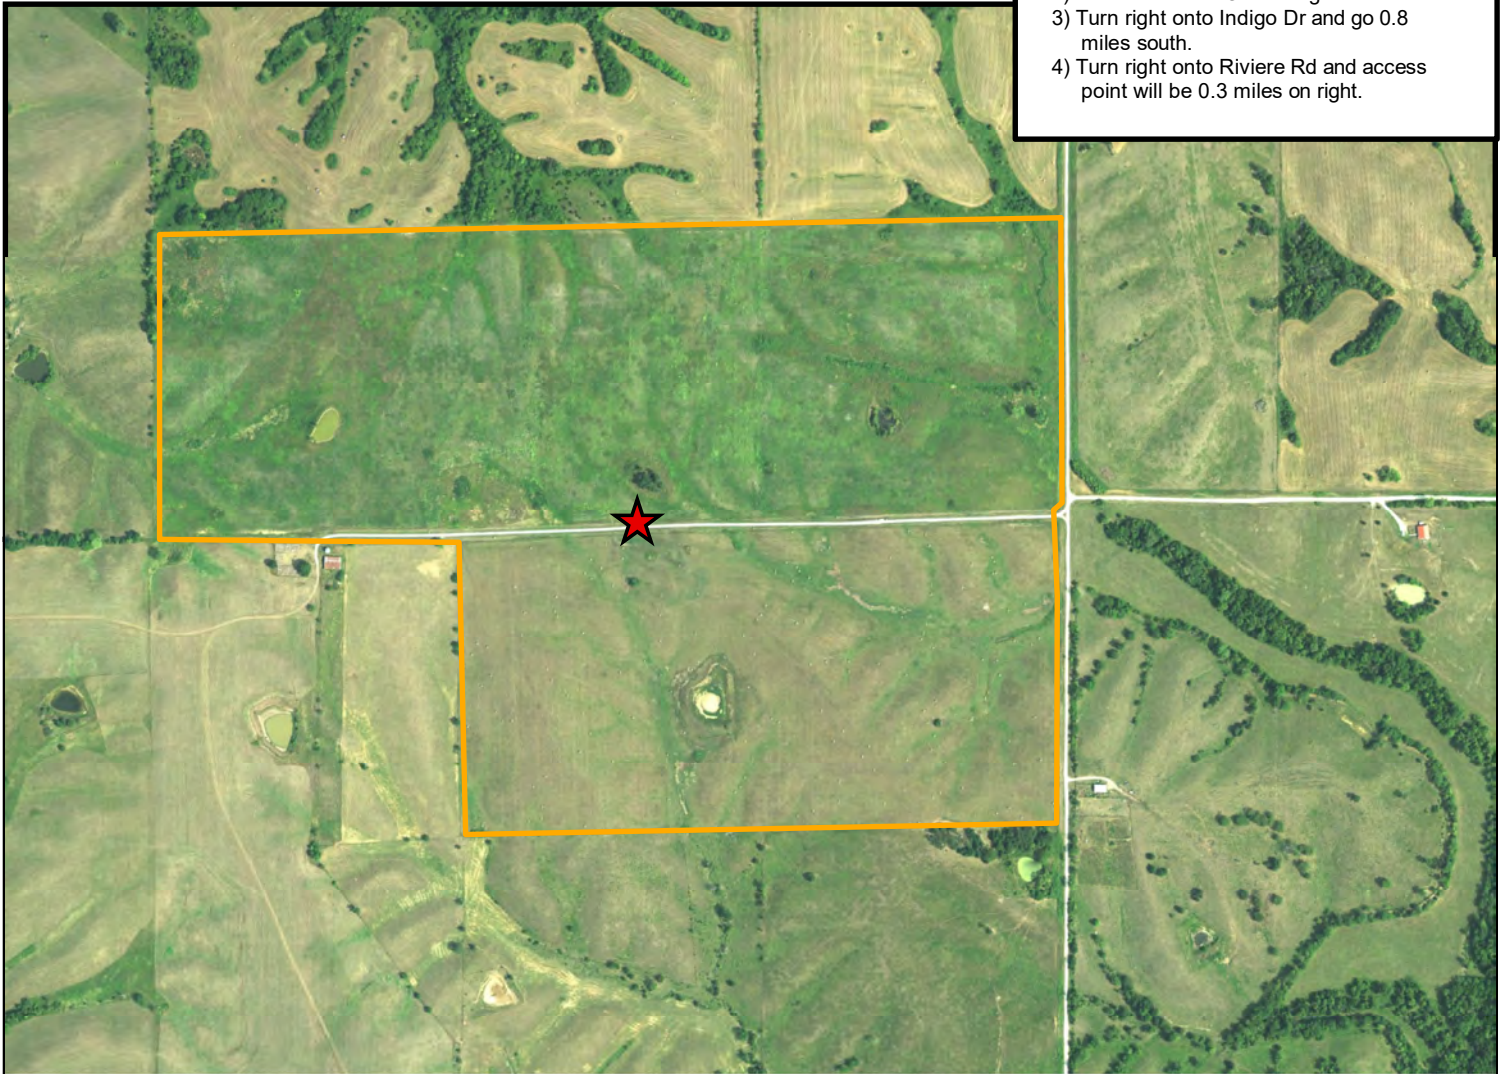 3) Turn right onto Indigo Dr and go 0.8
miles south.
4) Turn right onto Riviere Rd and access
point will be 0.3 miles on right.